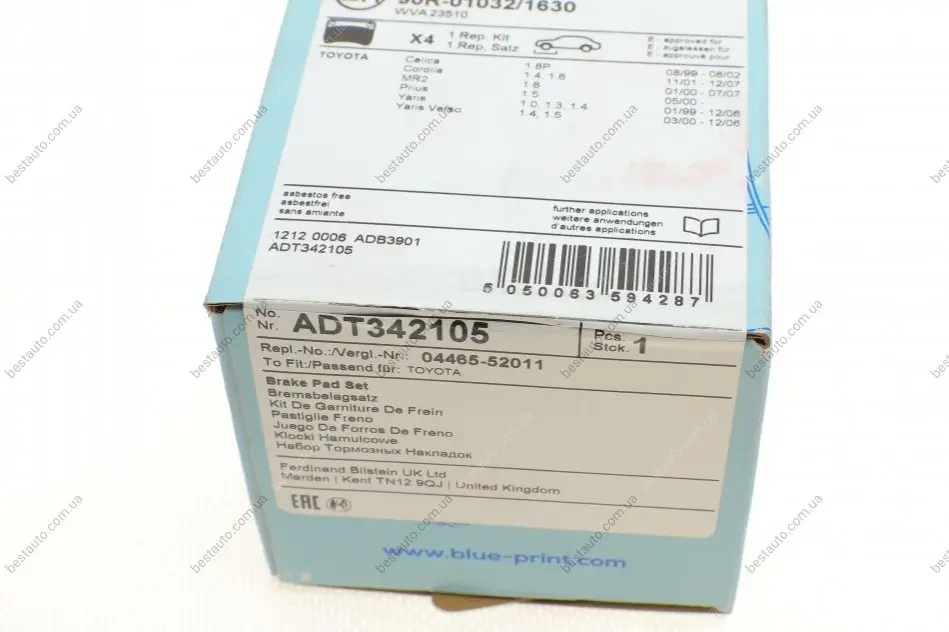 90R-01032/1630
WVA 23510
X4 1 Rep. Kit
1 Rep. Satz
E - approved for
E - zugelassen für
E - approuvé pour
TOYOTA
Celica 1.8P 08/99 - 08/02
Corolla 1.4, 1.6 11/01 - 12/07
MR2 1.8 01/00 - 07/07
Prius 1.5 05/00 -
Yaris 1.0, 1.3, 1.4 01/99 - 12/06
Yaris Verso 1.4, 1.5 03/00 - 12/06
asbestos free
asbestfrei
sans amiante
further applications
weitere anwendungen
d'autres applications
1212 0006 ADB3901
ADT342105
5 050063 594287
No.
Nr. ADT342105
Pcs.
Stck. 1
Repl.-No.:/Vergl.-Nr.: 04465-52011
To Fit:/Passend für: TOYOTA
Brake Pad Set
Bremsbelagsatz
Kit De Garniture De Frein
Pastiglie Freno
Juego De Forros De Freno
Klocki Hamulcowe
Набор Тормозных Накладок
Ferdinand Bilstein UK Ltd
Marden | Kent TN12 9QJ | United Kingdom
EAC
www.blue-print.com
bestauto.com.ua